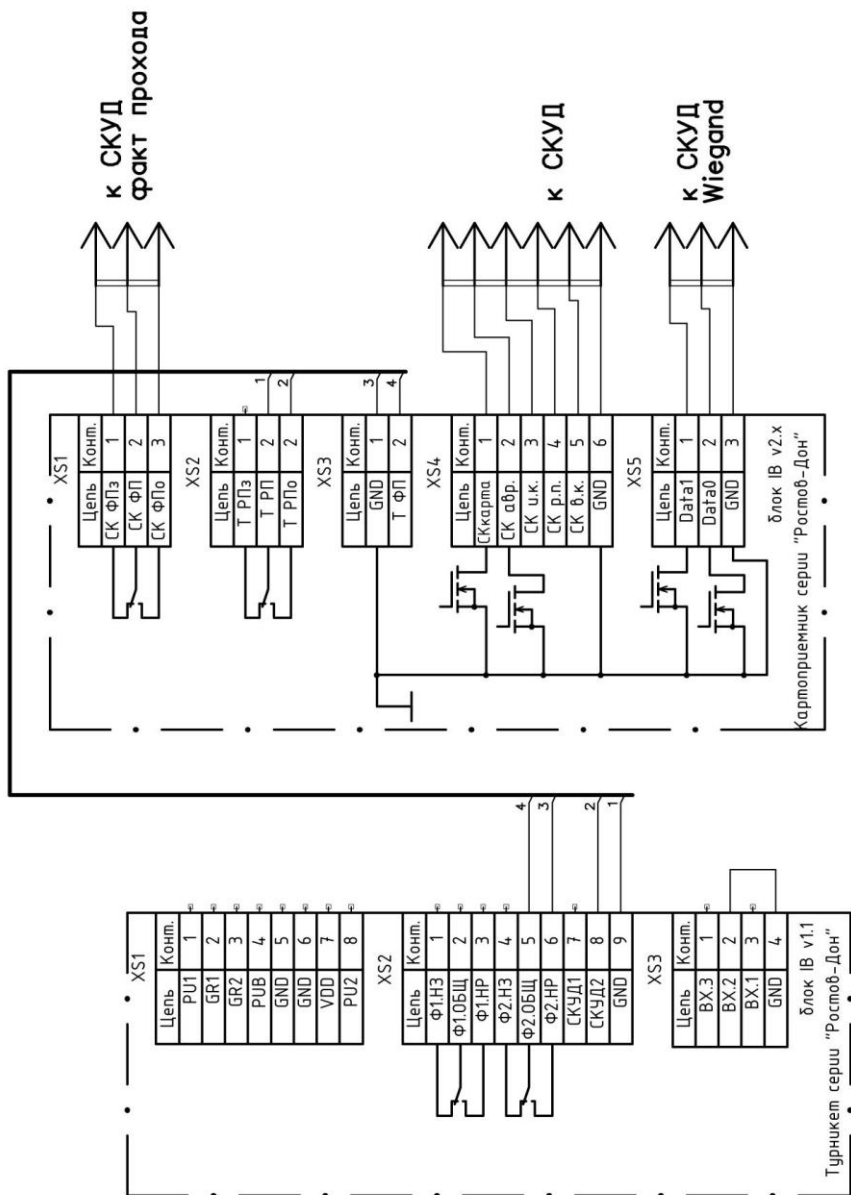 к СКУД
факт прохода
к СКУД
к СКУД
Wiegand
XS1
Цепь Конт.
СК ФПз 1
СК ФП 2
СК ФПо 3
XS2
Цепь Конт.
Т РПз 1
Т РП 2
Т РПо 2
XS3
Цепь Конт.
GND 1
Т ФП 2
XS4
Цепь Конт.
СКкарта 1
СК авр. 2
СК и.к. 3
СК р.п. 4
СК в.к. 5
GND 6
XS5
Цепь Конт.
Data1 1
Data0 2
GND 3
блок IB v2.x
Картоприемник серии "Ростов-Дон"
1
2
3
4
4
3
2
1
XS1
Цепь Конт.
PU1 1
GR1 2
GR2 3
PUB 4
GND 5
GND 6
VDD 7
PU2 8
XS2
Цепь Конт.
Ф1.НЗ 1
Ф1.ОБЩ 2
Ф1.НР 3
Ф2.НЗ 4
Ф2.ОБЩ 5
Ф2.НР 6
СКУД1 7
СКУД2 8
GND 9
XS3
Цепь Конт.
ВХ.3 1
ВХ.2 2
ВХ.1 3
GND 4
блок IB v1.1
Турникет серии "Ростов-Дон"